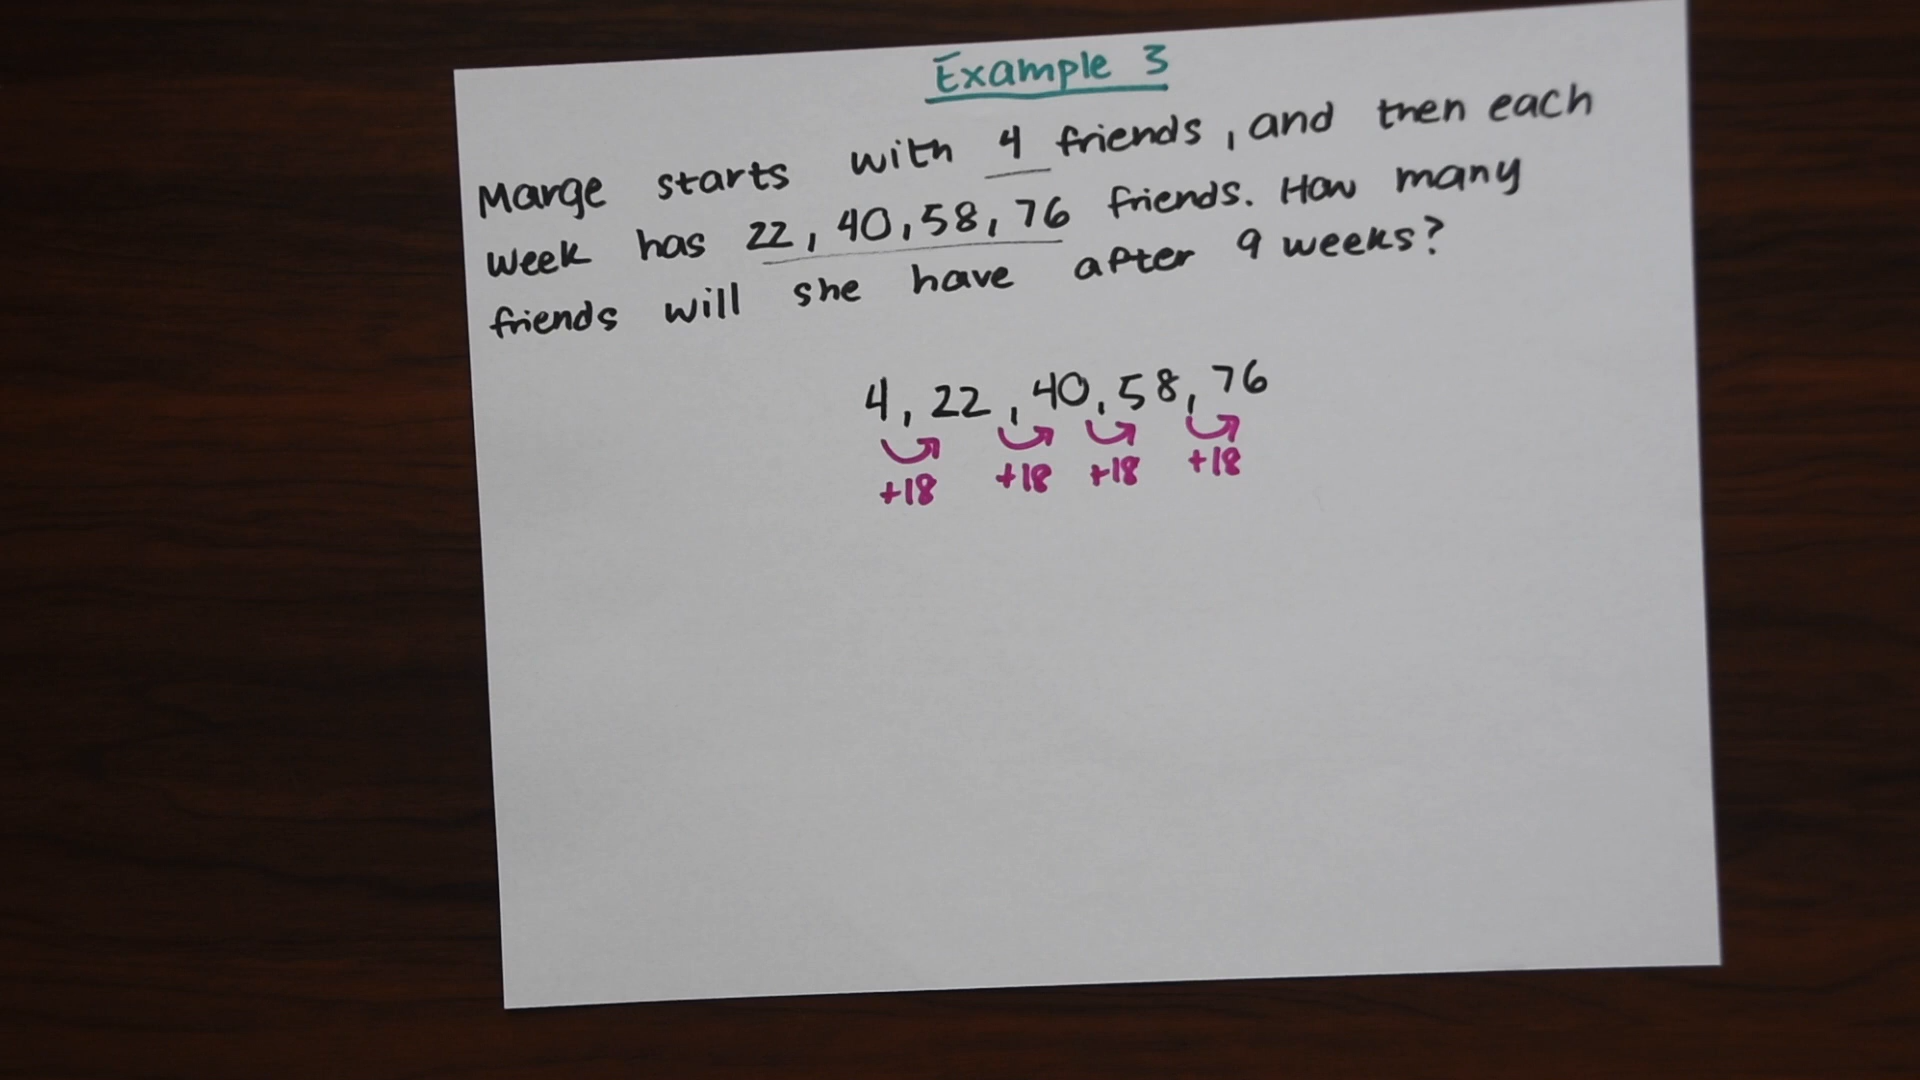 Example 3
Marge starts with 4 friends, and then each
week has 22, 40, 58, 76 friends. How many
friends will she have after 9 weeks?
4, 22, 40, 58, 76
+18 +18 +18 +18